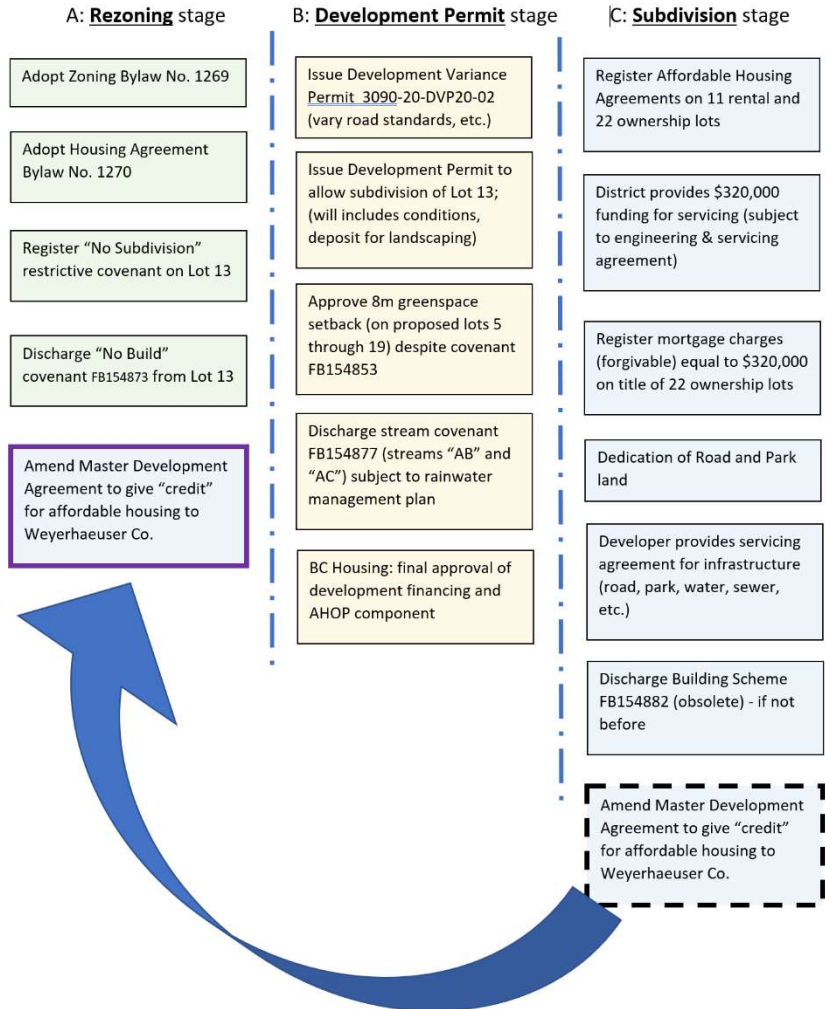 A: Rezoning stage
Adopt Zoning Bylaw No. 1269
Adopt Housing Agreement
Bylaw No. 1270
Register “No Subdivision”
restrictive covenant on Lot 13
Discharge “No Build”
covenant FB154873 from Lot 13
Amend Master Development
Agreement to give “credit”
for affordable housing to
Weyerhaeuser Co.
B: Development Permit stage
Issue Development Variance
Permit 3090-20-DVP20-02
(vary road standards, etc.)
Issue Development Permit to
allow subdivision of Lot 13;
(will includes conditions,
deposit for landscaping)
Approve 8m greenspace
setback (on proposed lots 5
through 19) despite covenant
FB154853
Discharge stream covenant
FB154877 (streams “AB” and
“AC”) subject to rainwater
management plan
BC Housing: final approval of
development financing and
AHOP component
C: Subdivision stage
Register Affordable Housing
Agreements on 11 rental and
22 ownership lots
District provides $320,000
funding for servicing (subject
to engineering & servicing
agreement)
Register mortgage charges
(forgivable) equal to $320,000
on title of 22 ownership lots
Dedication of Road and Park
land
Developer provides servicing
agreement for infrastructure
(road, park, water, sewer,
etc.)
Discharge Building Scheme
FB154882 (obsolete) - if not
before
Amend Master Development
Agreement to give “credit”
for affordable housing to
Weyerhaeuser Co.